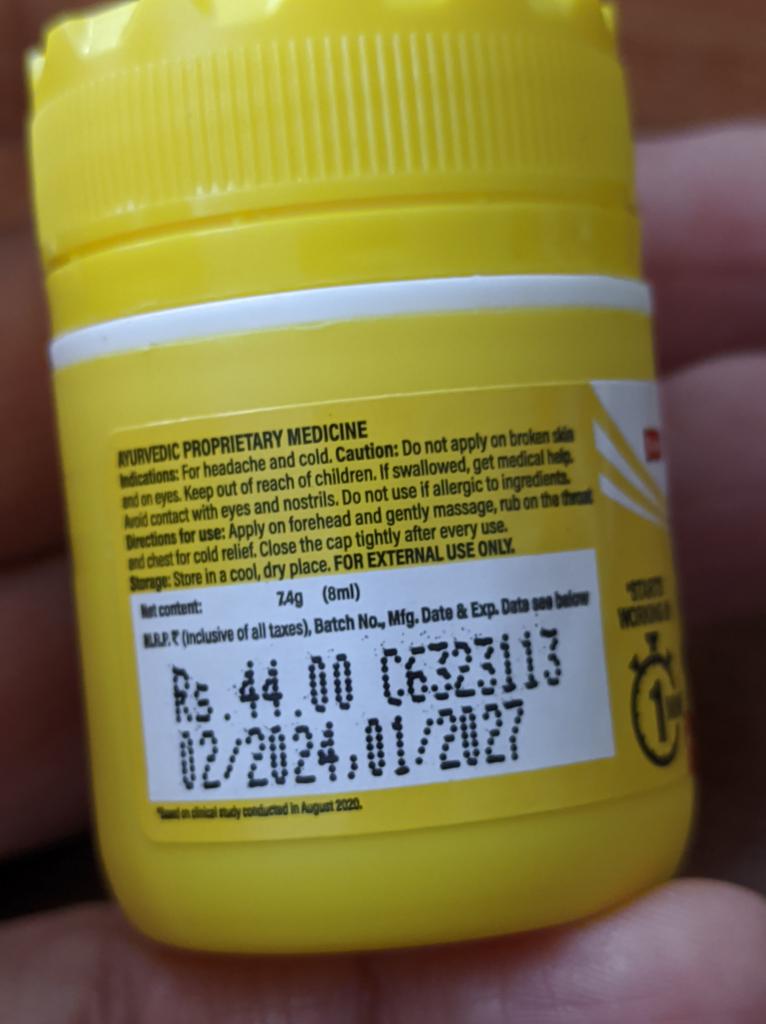 AYURVEDIC PROPRIETARY MEDICINE
Indications: For headache and cold. Caution: Do not apply on broken skin
and on eyes. Keep out of reach of children. If swallowed, get medical help.
Avoid contact with eyes and nostrils. Do not use if allergic to ingredients.
Directions for use: Apply on forehead and gently massage, rub on the throat
and chest for cold relief. Close the cap tightly after every use.
Storage: Store in a cool, dry place. FOR EXTERNAL USE ONLY.
Net content: 7.4g (8ml)
M.R.P. ₹ (inclusive of all taxes), Batch No., Mfg. Date & Exp. Date see below
Rs.44.00 C6323113
02/2024,01/2027
*Based on clinical study conducted in August 2020.
*STARTS
WORKING IN
1